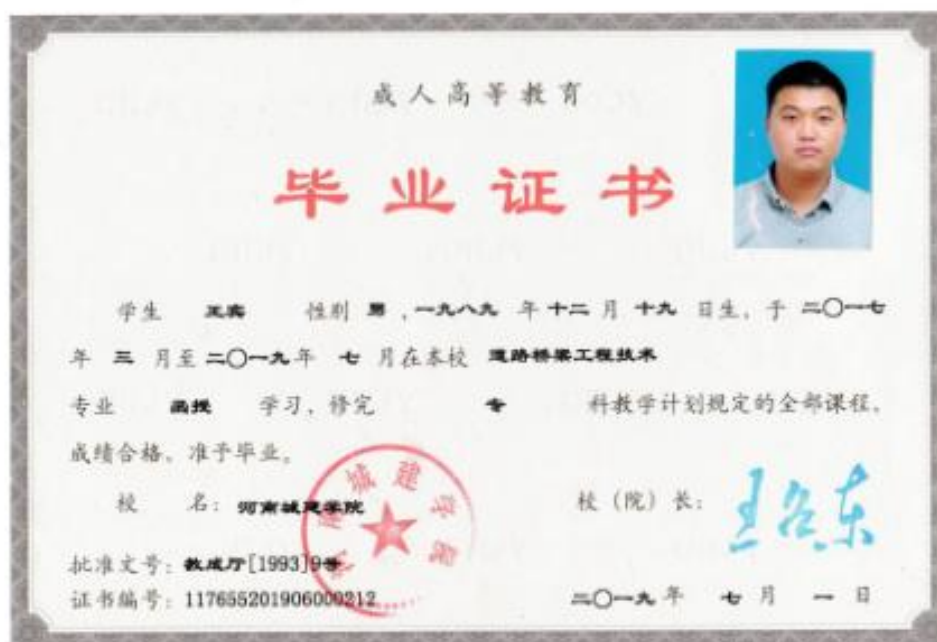 成人高等教育
毕业证书
学生 王宾 性别 男，一九八九 年 十二 月 十九 日生，于 二〇一七
年 三 月至 二〇一九 年 七 月在本校 道路桥梁工程技术
专业 函授 学习，修完 专 科教学计划规定的全部课程，
成绩合格，准予毕业。
校 名：河南城建学院 校（院）长：
批准文号：教成厅[1993]9号
证书编号：117655201906000212 二〇一九 年 七 月 一 日